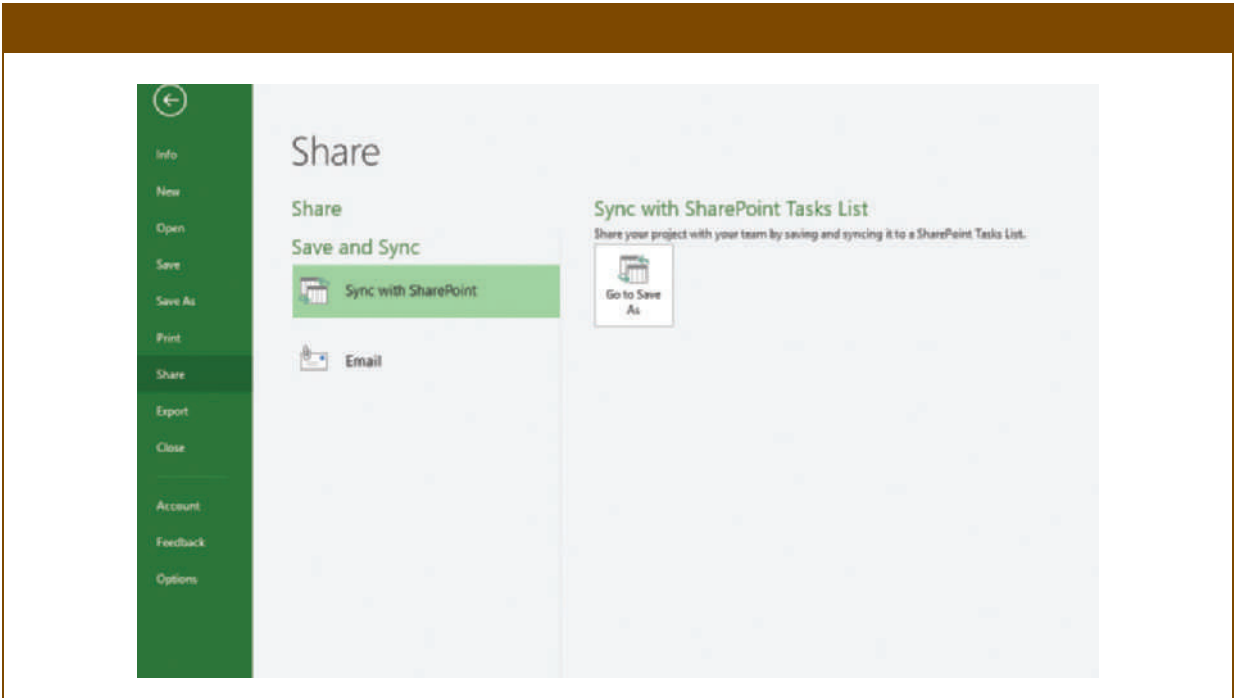 Info
New
Open
Save
Save As
Print
Share
Export
Close
Account
Feedback
Options
Share
Share
Save and Sync
Sync with SharePoint
Email
Sync with SharePoint Tasks List
Share your project with your team by saving and syncing it to a SharePoint Tasks List.
Go to Save
As